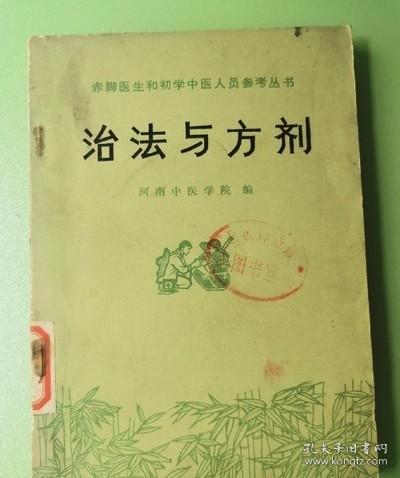 赤脚医生和初学中医人员参考丛书
治法与方剂
河南中医学院 编
孔夫子旧书网
www.kongfz.com